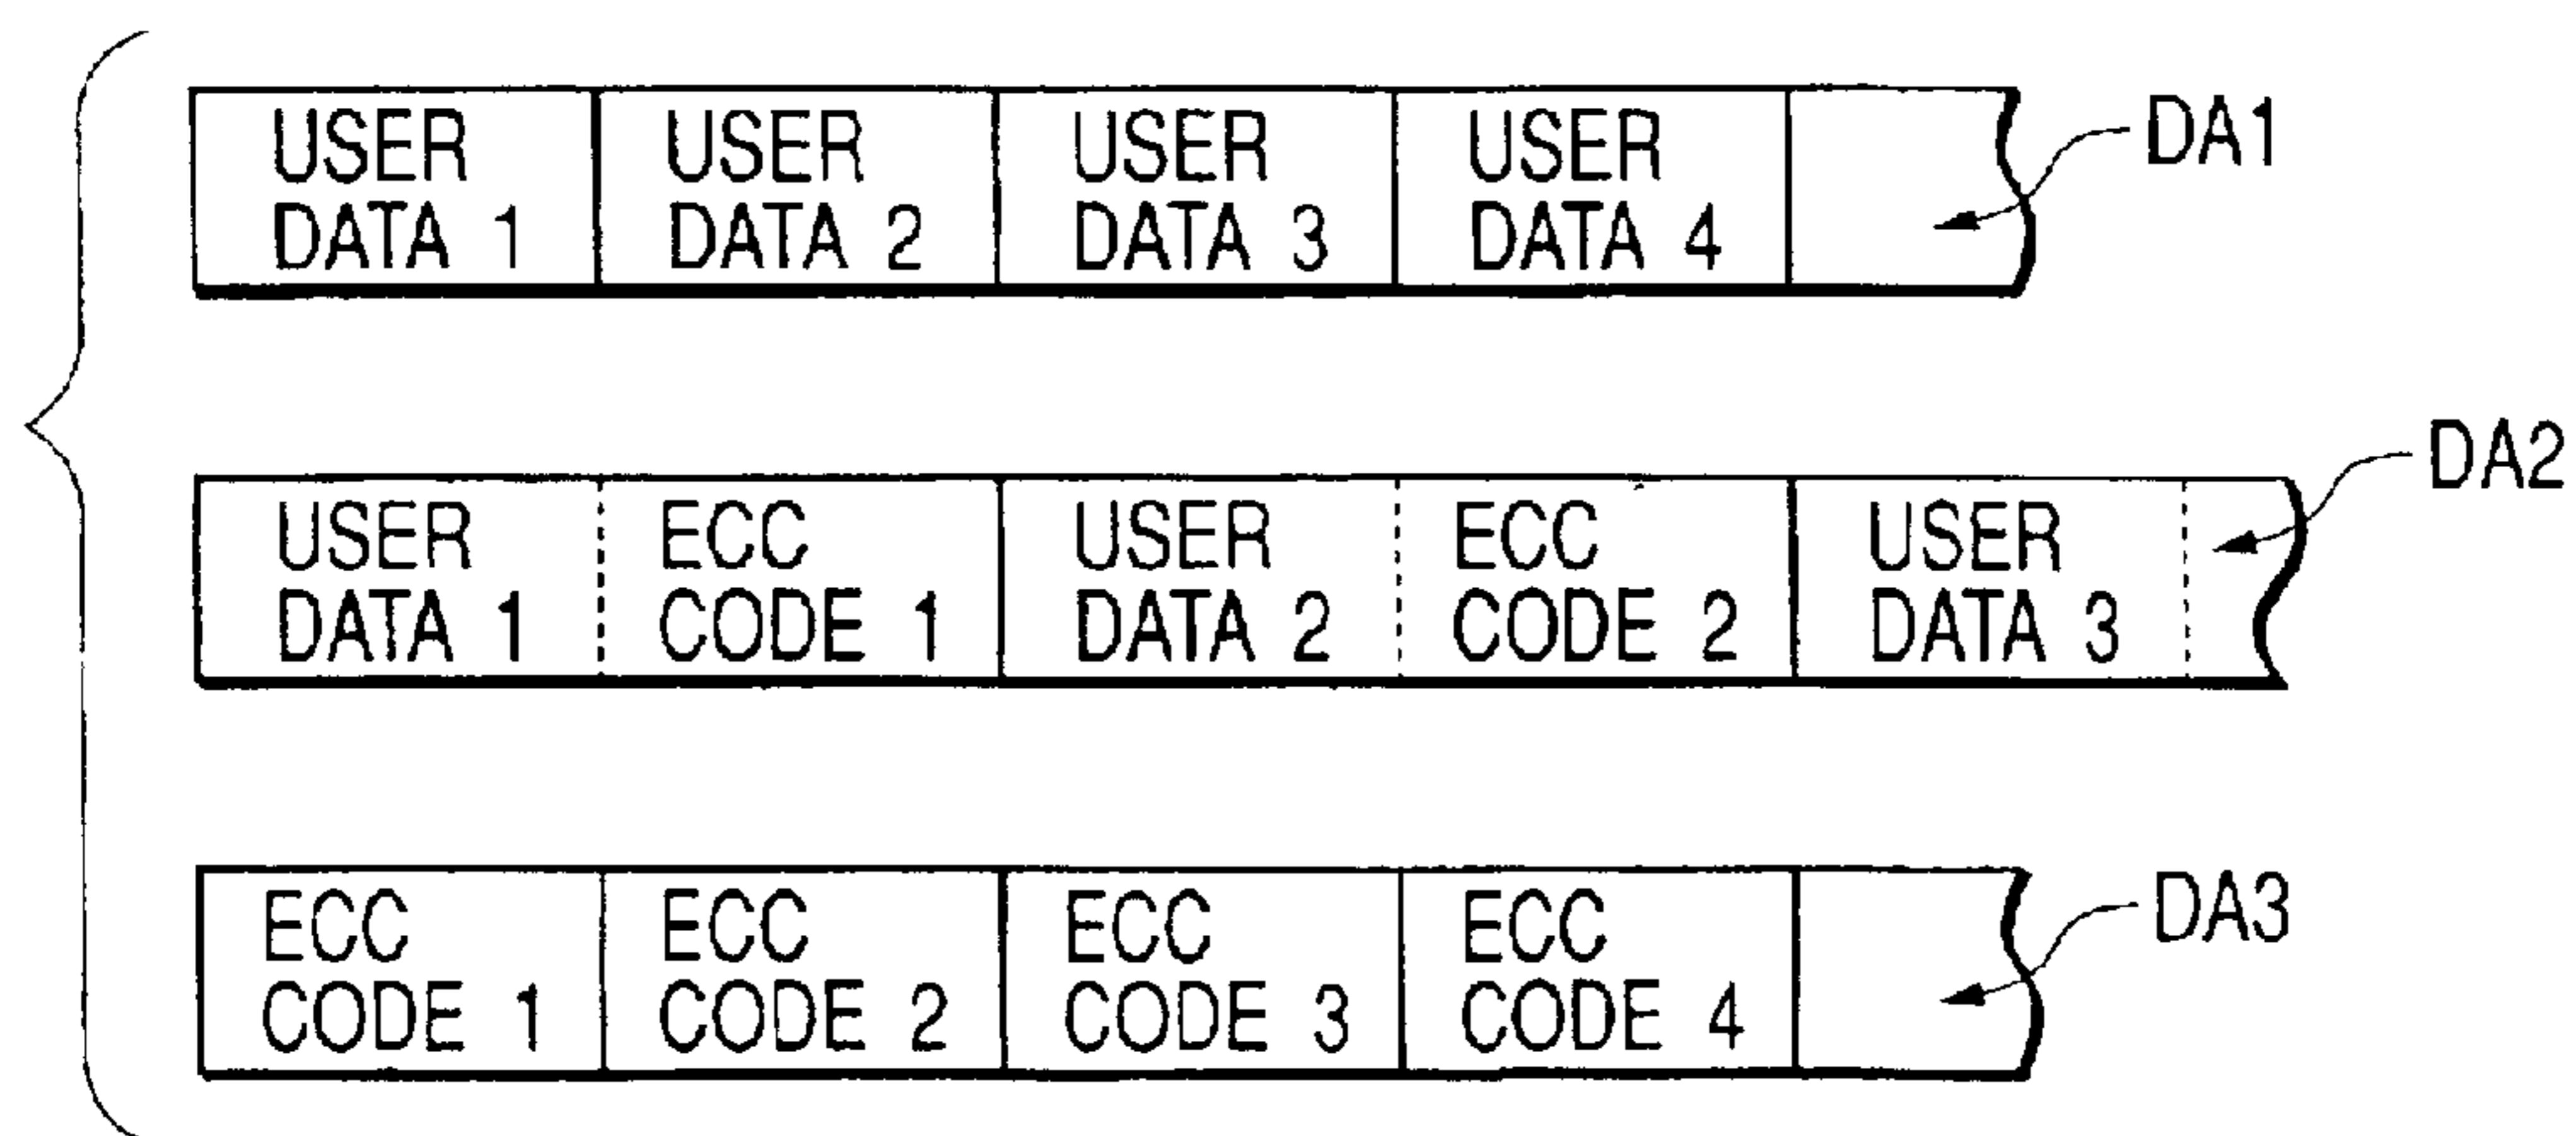 USER DATA 1
USER DATA 2
USER DATA 3
USER DATA 4
DA1
USER DATA 1
ECC CODE 1
USER DATA 2
ECC CODE 2
USER DATA 3
DA2
ECC CODE 1
ECC CODE 2
ECC CODE 3
ECC CODE 4
DA3